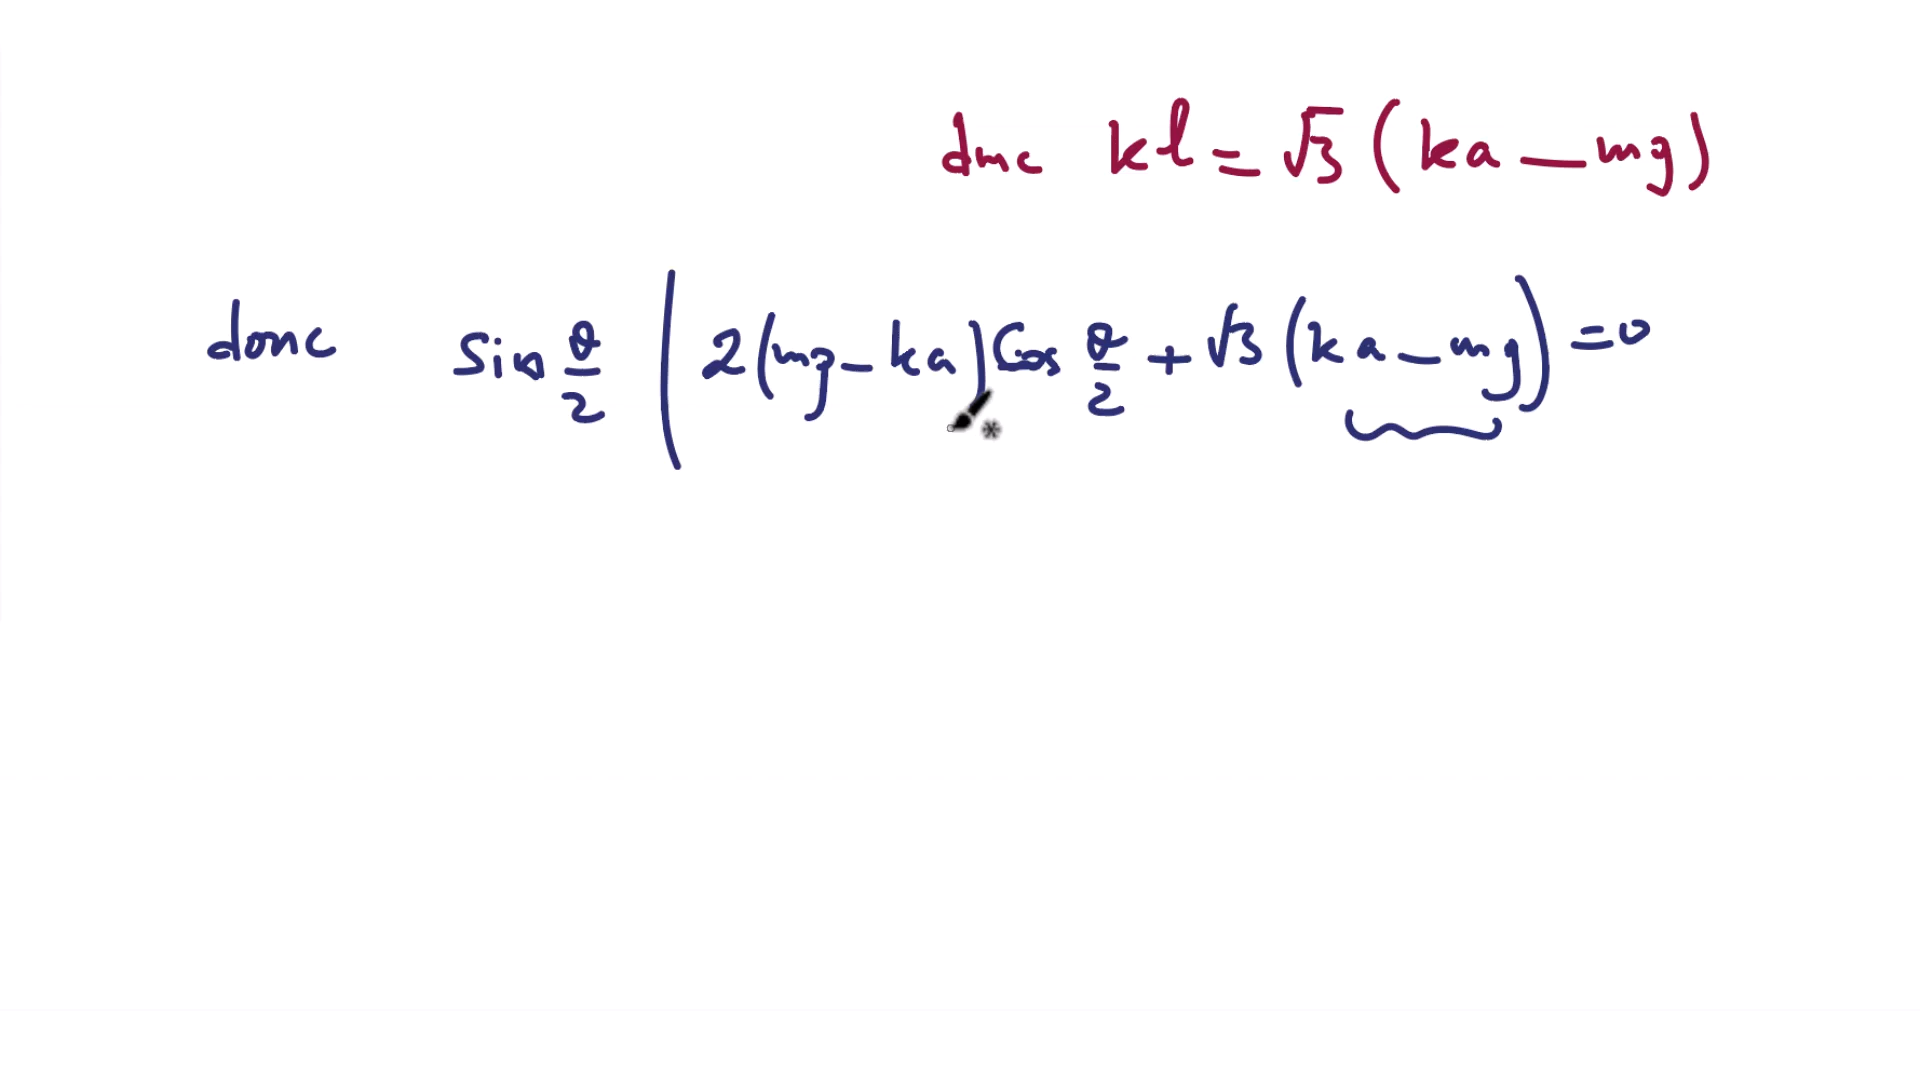 donc kl = √3 (ka − mg)
donc sin θ/2 ( 2(mg − ka) Cos θ/2 + √3 (ka − mg) ) = 0